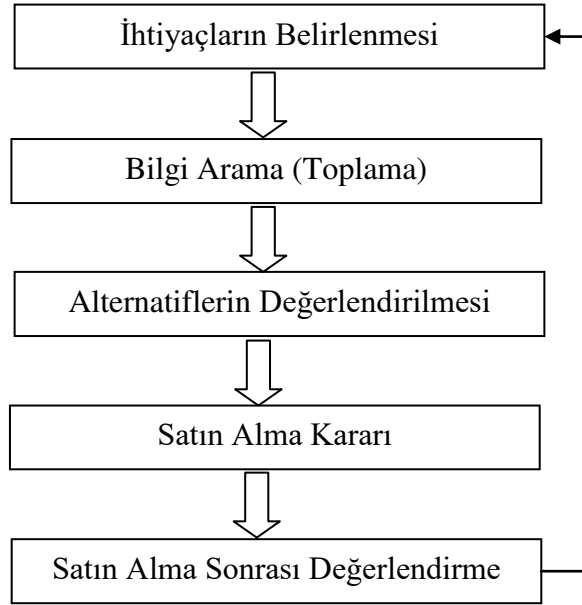 İhtiyaçların Belirlenmesi
Bilgi Arama (Toplama)
Alternatiflerin Değerlendirilmesi
Satın Alma Kararı
Satın Alma Sonrası Değerlendirme